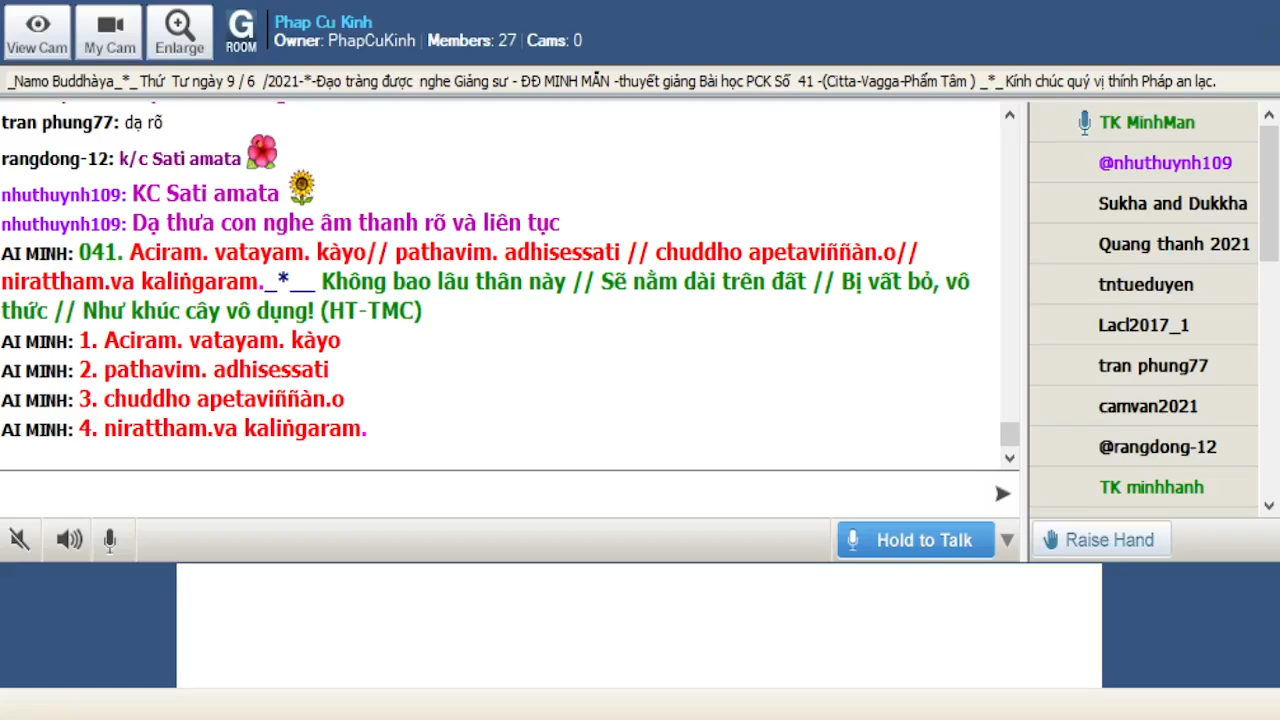 View Cam
My Cam
Enlarge
G
ROOM
Phap Cu Kinh
Owner: PhapCuKinh | Members: 27 | Cams: 0
_Namo Buddhàya_*_Thứ Tư ngày 9 / 6 /2021-*-Đạo tràng được nghe Giảng sư - ĐĐ MINH MẪN -thuyết giảng Bài học PCK Số 41 -(Citta-Vagga-Phẩm Tâm ) _*_Kính chúc quý vị thính Pháp an lạc.
tran phung77: dạ rõ
rangdong-12: k/c Sati amata
nhuthuynh109: KC Sati amata
nhuthuynh109: Dạ thưa con nghe âm thanh rõ và liên tục
AI MINH: 041. Aciram. vatayam. kàyo// pathavim. adhisessati // chuddho apetaviññàn.o//
nirattham.va kaliṅgaram._*__ Không bao lâu thân này // Sẽ nằm dài trên đất // Bị vất bỏ, vô
thức // Như khúc cây vô dụng! (HT-TMC)
AI MINH: 1. Aciram. vatayam. kàyo
AI MINH: 2. pathavim. adhisessati
AI MINH: 3. chuddho apetaviññàn.o
AI MINH: 4. nirattham.va kaliṅgaram.
TK MinhMan
@nhuthuynh109
Sukha and Dukkha
Quang thanh 2021
tntueduyen
Lacl2017_1
tran phung77
camvan2021
@rangdong-12
TK minhhanh
Hold to Talk
Raise Hand